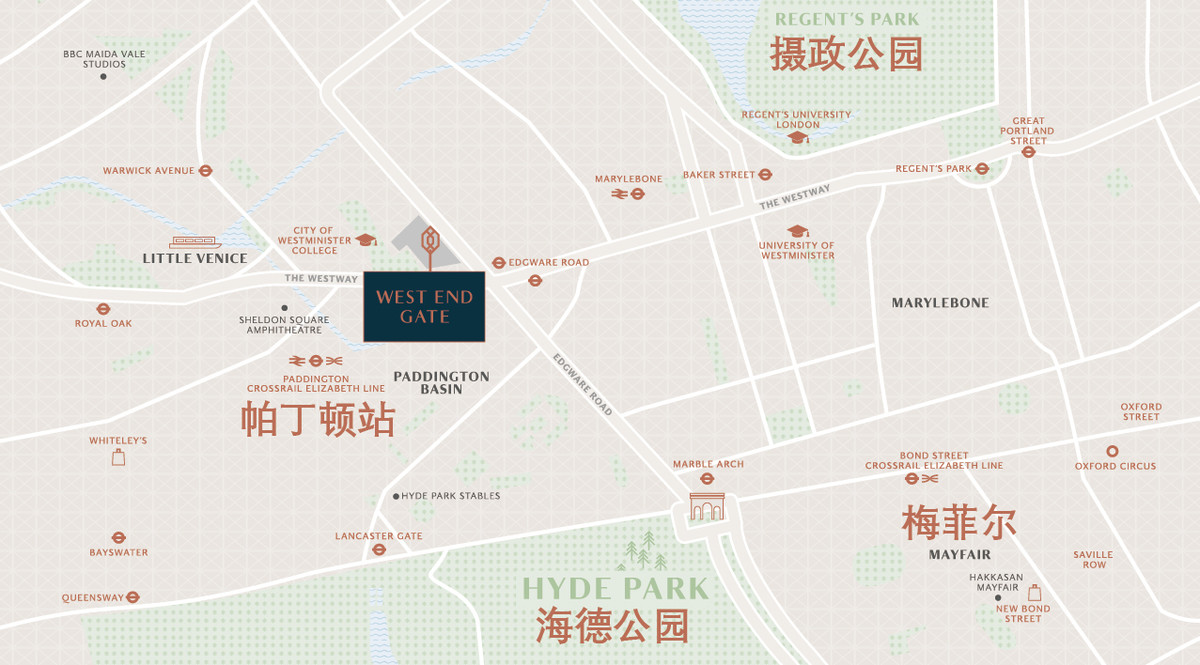 REGENT'S PARK
摄政公园
BBC MAIDA VALE
STUDIOS
REGENT'S UNIVERSITY
LONDON
GREAT
PORTLAND
STREET
WARWICK AVENUE
MARYLEBONE
BAKER STREET
REGENT'S PARK
THE WESTWAY
CITY OF
WESTMINISTER
COLLEGE
LITTLE VENICE
UNIVERSITY OF
WESTMINSTER
EDGWARE ROAD
THE WESTWAY
WEST END
GATE
MARYLEBONE
ROYAL OAK
SHELDON SQUARE
AMPHITHEATRE
PADDINGTON
CROSSRAIL ELIZABETH LINE
帕丁顿站
PADDINGTON
BASIN
EDGWARE ROAD
OXFORD
STREET
WHITELEY'S
MARBLE ARCH
BOND STREET
CROSSRAIL ELIZABETH LINE
OXFORD CIRCUS
HYDE PARK STABLES
梅菲尔
MAYFAIR
LANCASTER GATE
BAYSWATER
SAVILLE
ROW
HYDE PARK
海德公园
HAKKASAN
MAYFAIR
QUEENSWAY
NEW BOND
STREET